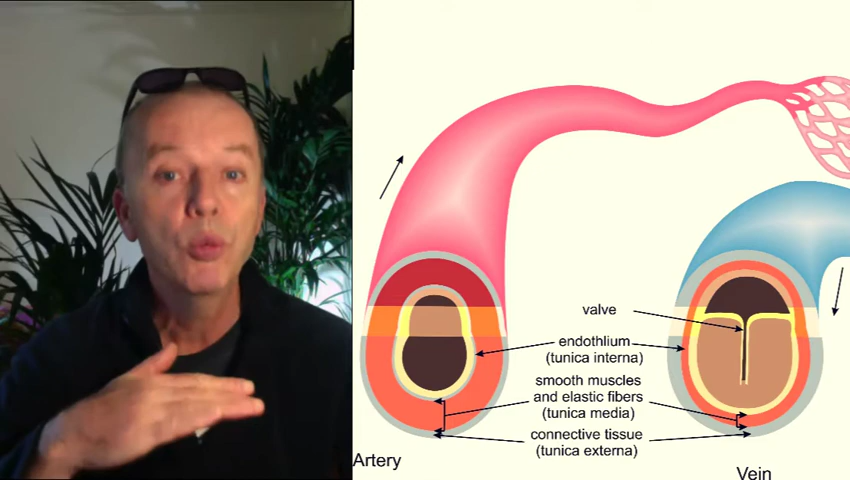 valve
endothlium
(tunica interna)
smooth muscles
and elastic fibers
(tunica media)
connective tissue
(tunica externa)
Artery
Vein